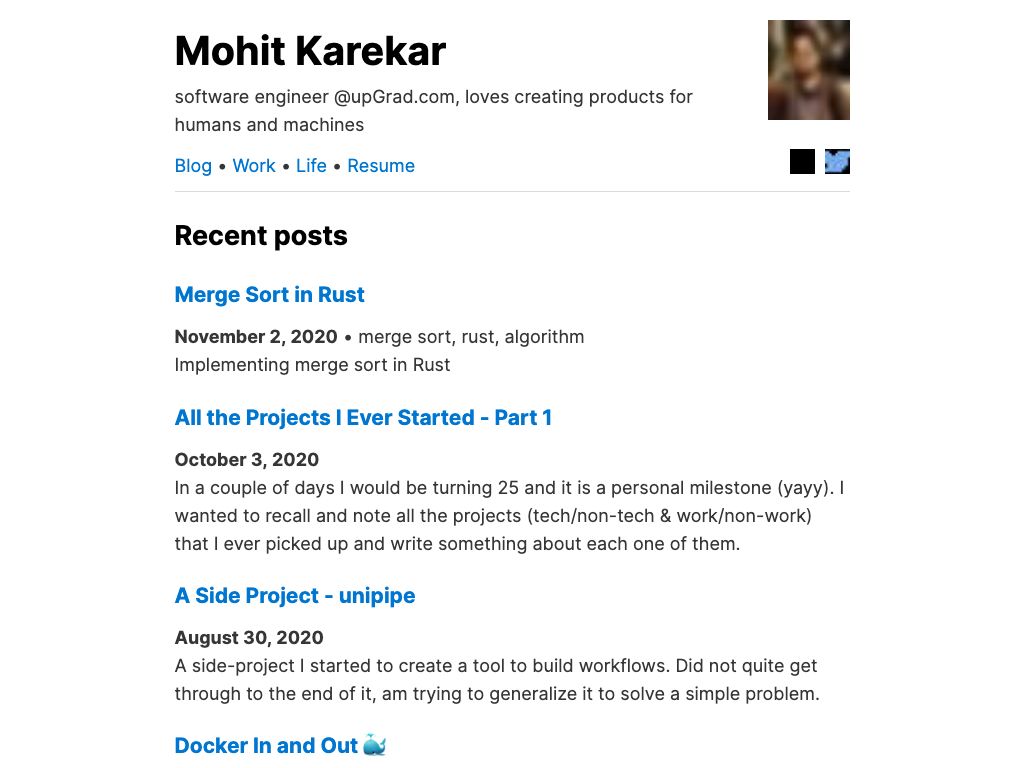 Mohit Karekar
software engineer @upGrad.com, loves creating products for
humans and machines
Blog • Work • Life • Resume
Recent posts
Merge Sort in Rust
November 2, 2020 • merge sort, rust, algorithm
Implementing merge sort in Rust
All the Projects I Ever Started - Part 1
October 3, 2020
In a couple of days I would be turning 25 and it is a personal milestone (yayy). I
wanted to recall and note all the projects (tech/non-tech & work/non-work)
that I ever picked up and write something about each one of them.
A Side Project - unipipe
August 30, 2020
A side-project I started to create a tool to build workflows. Did not quite get
through to the end of it, am trying to generalize it to solve a simple problem.
Docker In and Out 🐳